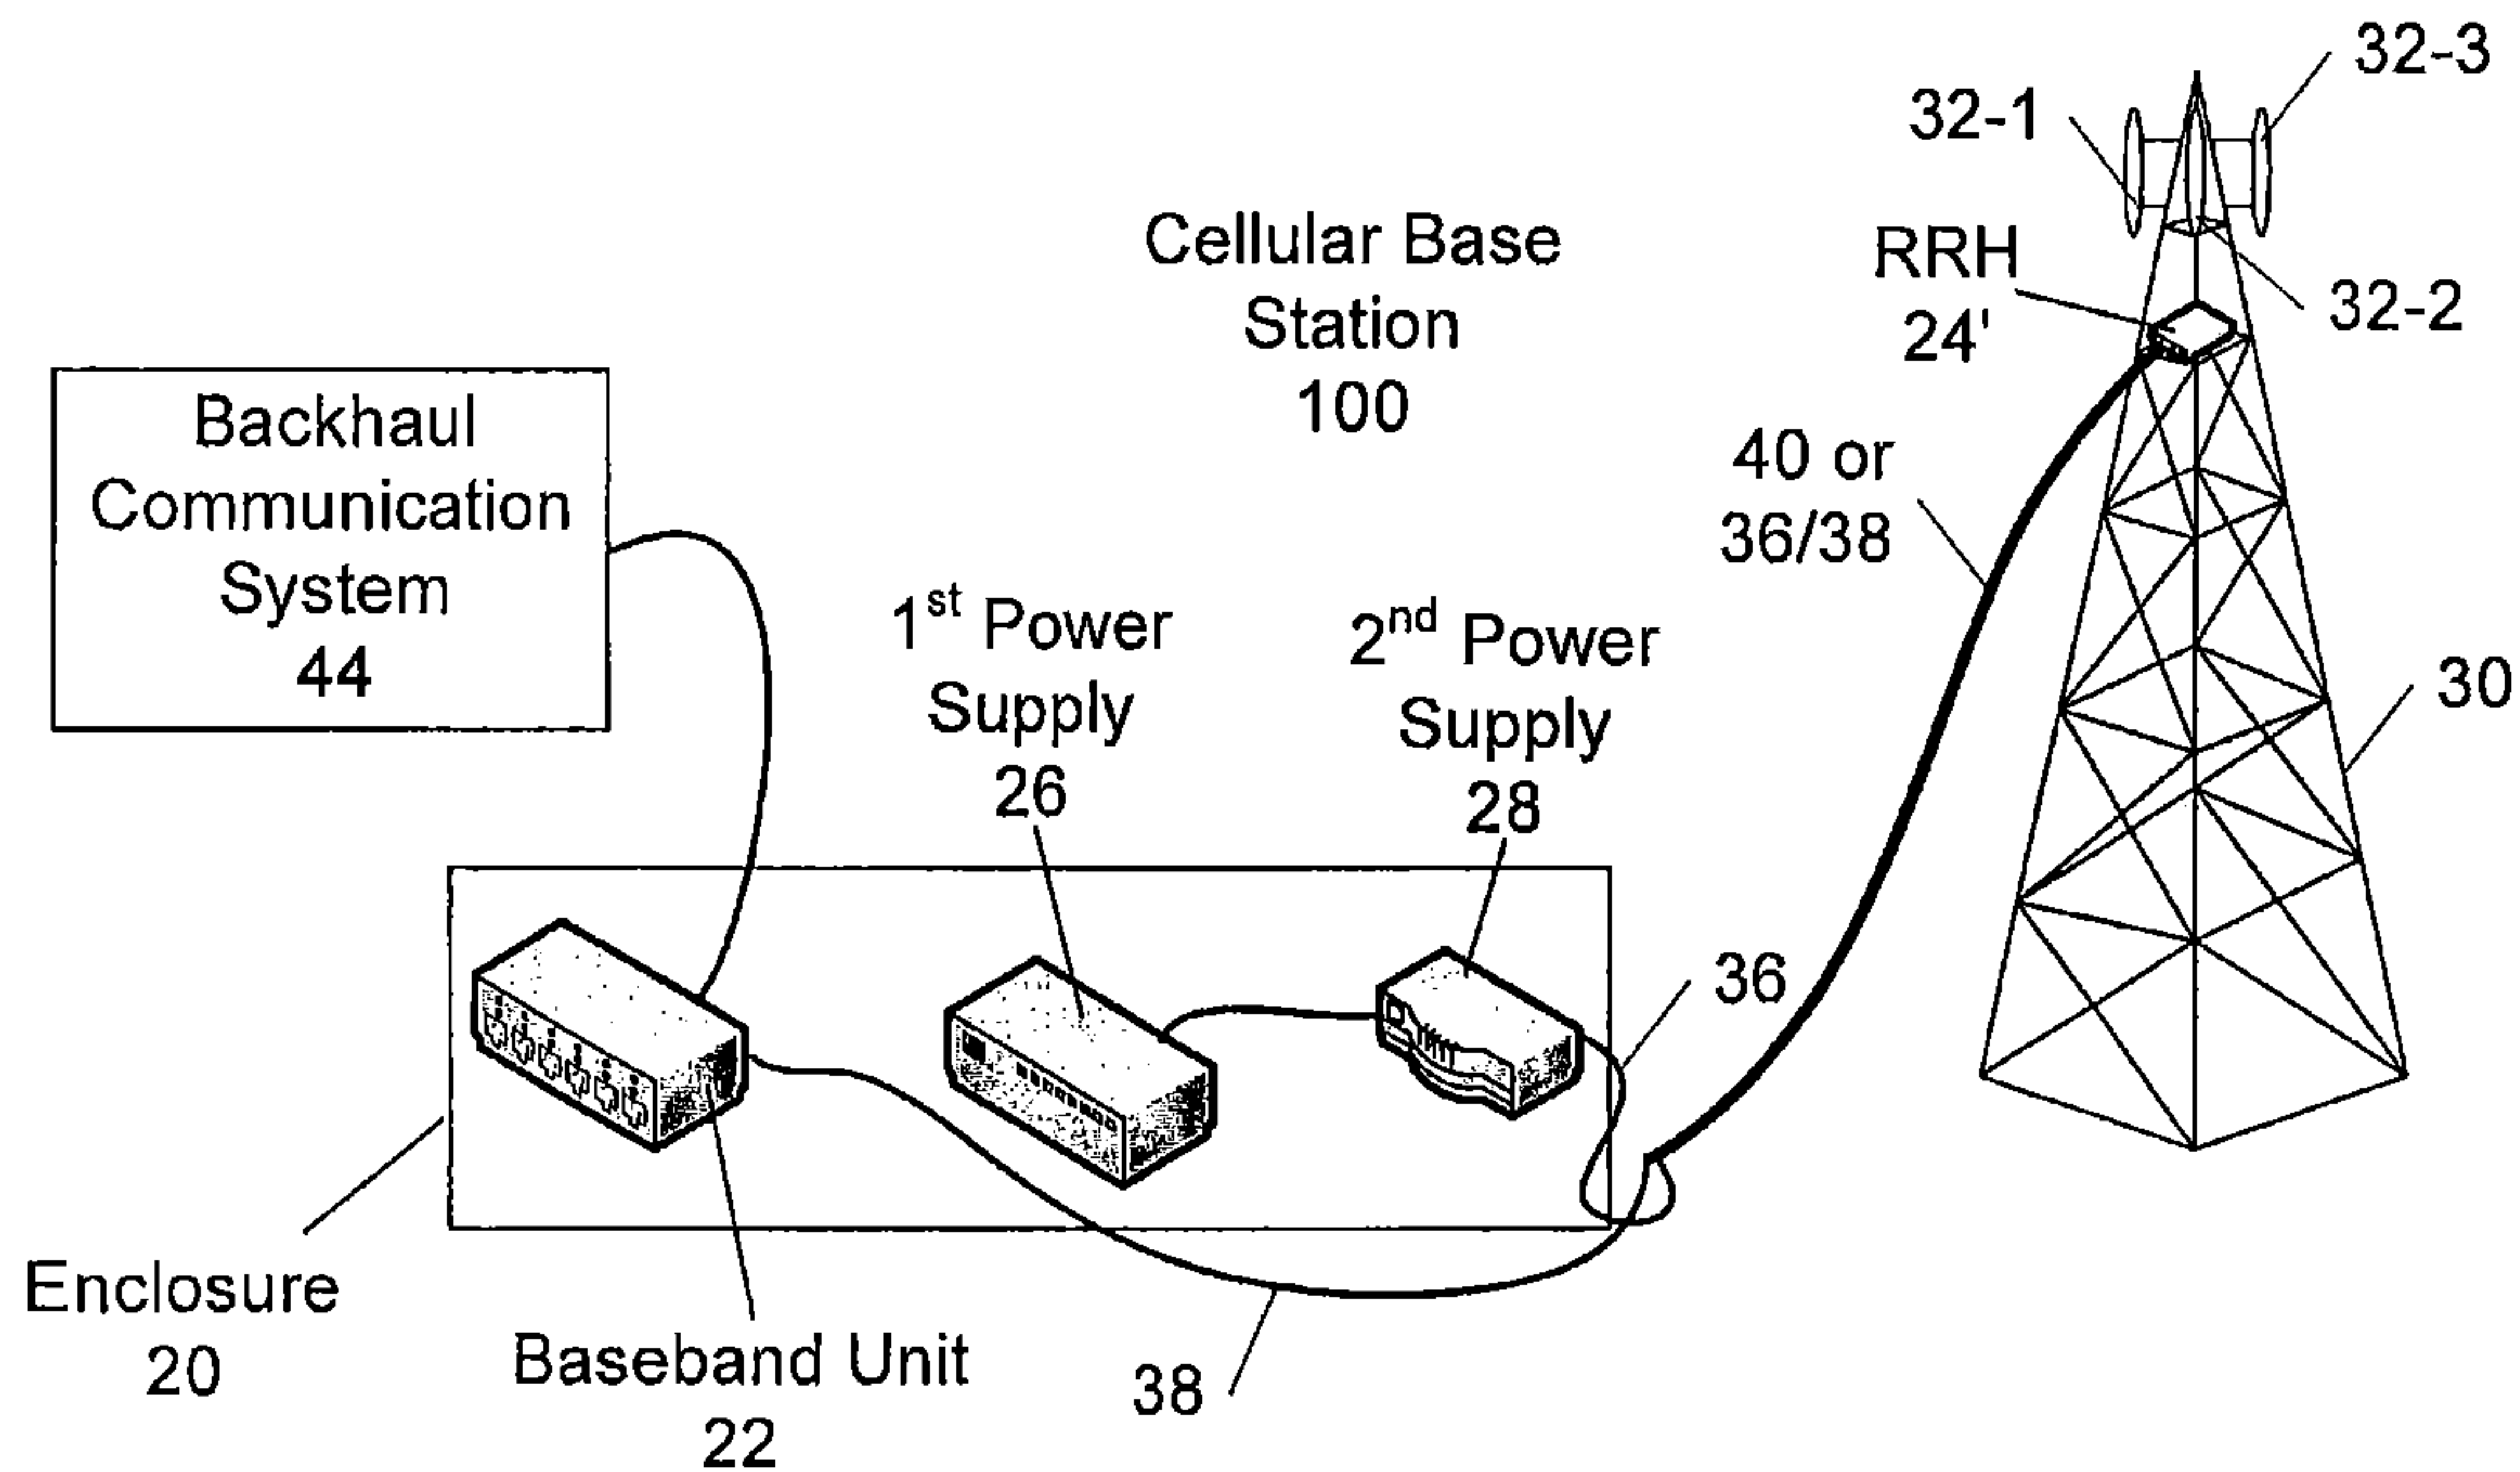 32-3
32-1
Cellular Base
Station
100
RRH
24'
32-2
Backhaul
Communication
System
44
40 or
36/38
1st Power
Supply
26
2nd Power
Supply
28
30
36
Enclosure
20
Baseband Unit
22
38